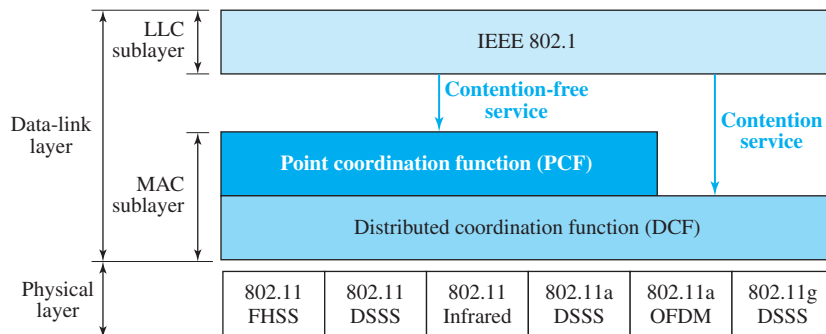 LLC
sublayer
IEEE 802.1
Contention-free
service
Contention
service
Data-link
layer
Point coordination function (PCF)
MAC
sublayer
Distributed coordination function (DCF)
Physical
layer
802.11
FHSS
802.11
DSSS
802.11
Infrared
802.11a
DSSS
802.11a
OFDM
802.11g
DSSS